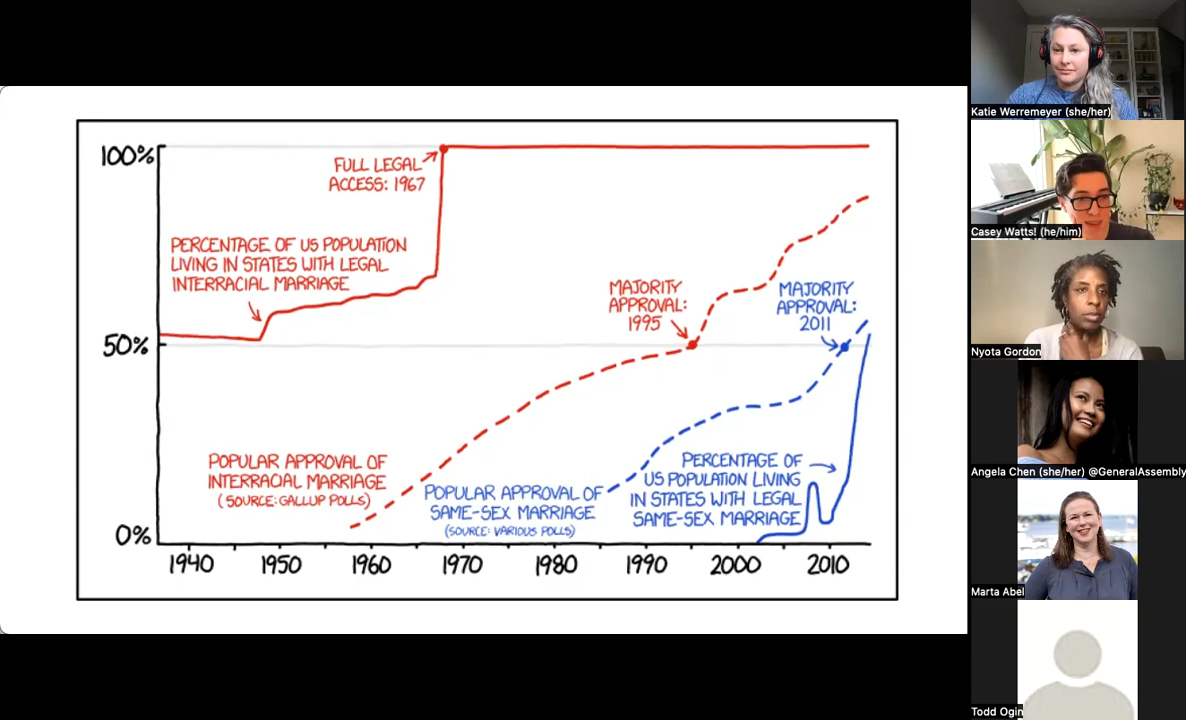 100%
50%
0%
FULL LEGAL
ACCESS: 1967
PERCENTAGE OF US POPULATION
LIVING IN STATES WITH LEGAL
INTERRACIAL MARRIAGE
MAJORITY
APPROVAL:
1995
MAJORITY
APPROVAL:
2011
POPULAR APPROVAL OF
INTERRACIAL MARRIAGE
(SOURCE: GALLUP POLLS)
POPULAR APPROVAL OF
SAME-SEX MARRIAGE
(SOURCE: VARIOUS POLLS)
PERCENTAGE OF
US POPULATION LIVING
IN STATES WITH LEGAL
SAME-SEX MARRIAGE
1940 1950 1960 1970 1980 1990 2000 2010
Katie Werremeyer (she/her)
Casey Watts! (he/him)
Nyota Gordon
Angela Chen (she/her) @GeneralAssembly
Marta Abel
Todd Ogin